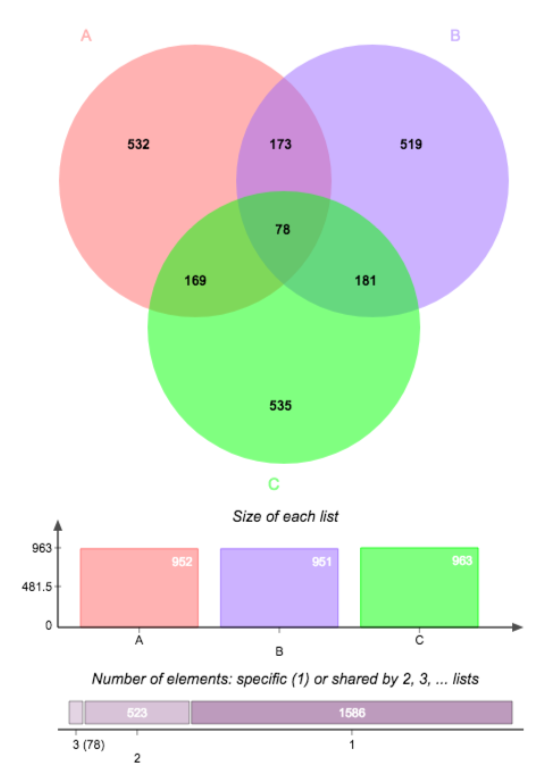 A B
532 173 519
78
169 181
535
C
Size of each list
963 952 951 963
481.5
0
A B C
Number of elements: specific (1) or shared by 2, 3, ... lists
523 1586
3 (78) 2 1